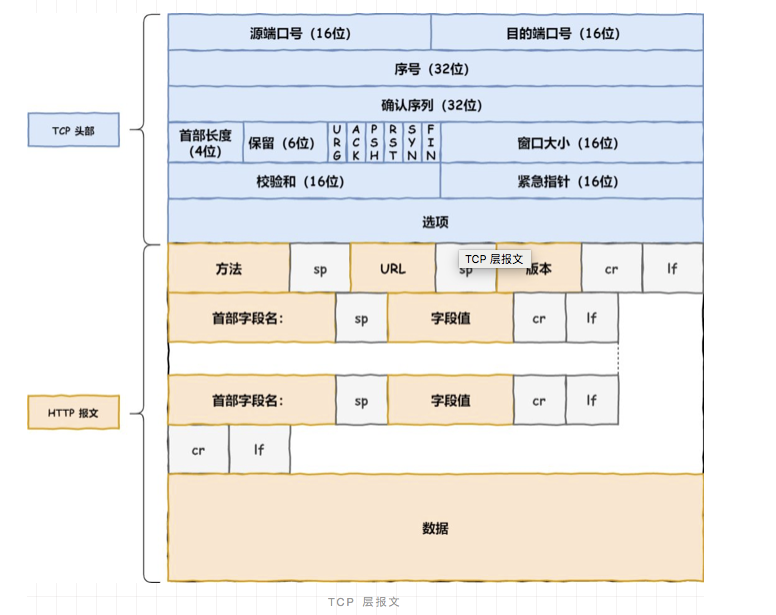 源端口号（16位） 目的端口号（16位）
序号（32位）
确认序列（32位）
TCP 头部
首部长度（4位） 保留（6位） URG ACK PSH RST SYN FIN 窗口大小（16位）
校验和（16位） 紧急指针（16位）
选项
方法 sp URL sp 版本 cr lf
TCP 层报文
首部字段名： sp 字段值 cr lf
首部字段名： sp 字段值 cr lf
HTTP 报文
cr lf
数据
TCP 层报文